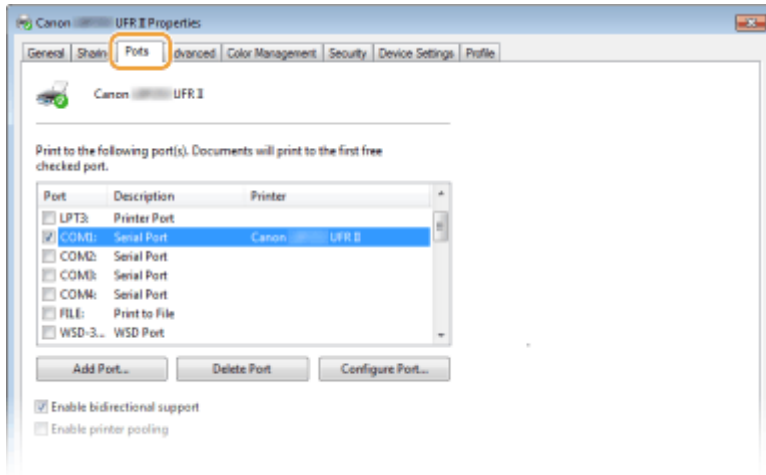 Canon UFR II Properties
General Sharin Ports dvanced Color Management Security Device Settings Profile
Canon UFR II
Print to the following port(s). Documents will print to the first free
checked port.
Port Description Printer
LPT3: Printer Port
COM1: Serial Port Canon UFR II
COM2: Serial Port
COM3: Serial Port
COM4: Serial Port
FILE: Print to File
WSD-3... WSD Port
Add Port... Delete Port Configure Port...
Enable bidirectional support
Enable printer pooling